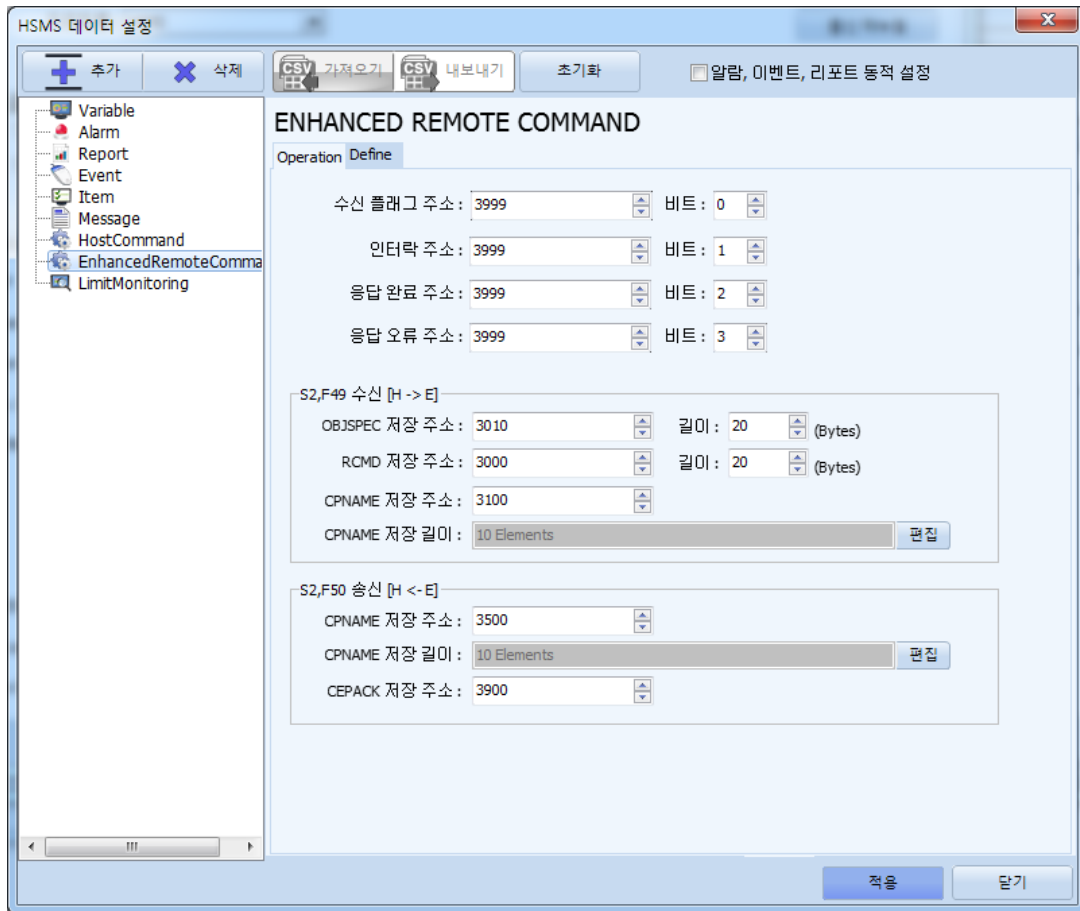 HSMS 데이터 설정
추가 삭제 CSV 가져오기 CSV 내보내기 초기화 알람, 이벤트, 리포트 동적 설정
Variable
Alarm
Report
Event
Item
Message
HostCommand
EnhancedRemoteComma
LimitMonitoring
ENHANCED REMOTE COMMAND
Operation Define
수신 플래그 주소 : 3999 비트 : 0
인터락 주소 : 3999 비트 : 1
응답 완료 주소 : 3999 비트 : 2
응답 오류 주소 : 3999 비트 : 3
S2,F49 수신 [H -> E]
OBJSPEC 저장 주소 : 3010 길이 : 20 (Bytes)
RCMD 저장 주소 : 3000 길이 : 20 (Bytes)
CPNAME 저장 주소 : 3100
CPNAME 저장 길이 : 10 Elements 편집
S2,F50 송신 [H <- E]
CPNAME 저장 주소 : 3500
CPNAME 저장 길이 : 10 Elements 편집
CEPACK 저장 주소 : 3900
적용 닫기